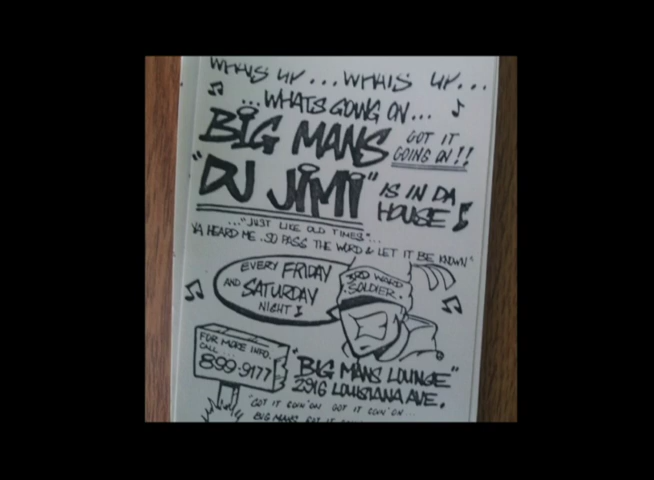 WHATS UP... WHATS UP...
...WHATS GOING ON...
BIG MANS GOT IT
GOING ON!!
"DJ JIMI" IS IN DA
HOUSE
..."JUST LIKE OLD TIMES"...
YA HEARD ME. SO PASS THE WORD & LET IT BE KNOWN
EVERY FRIDAY
AND SATURDAY
NIGHT
3RD WARD
SOLDIER.
FOR MORE INFO.
CALL...
899-9177
"BIG MANS LOUNGE"
2916 LOUISIANA AVE.
"GOT IT GOIN' ON GOT IT GOIN' ON...
BIG MANS GOT IT